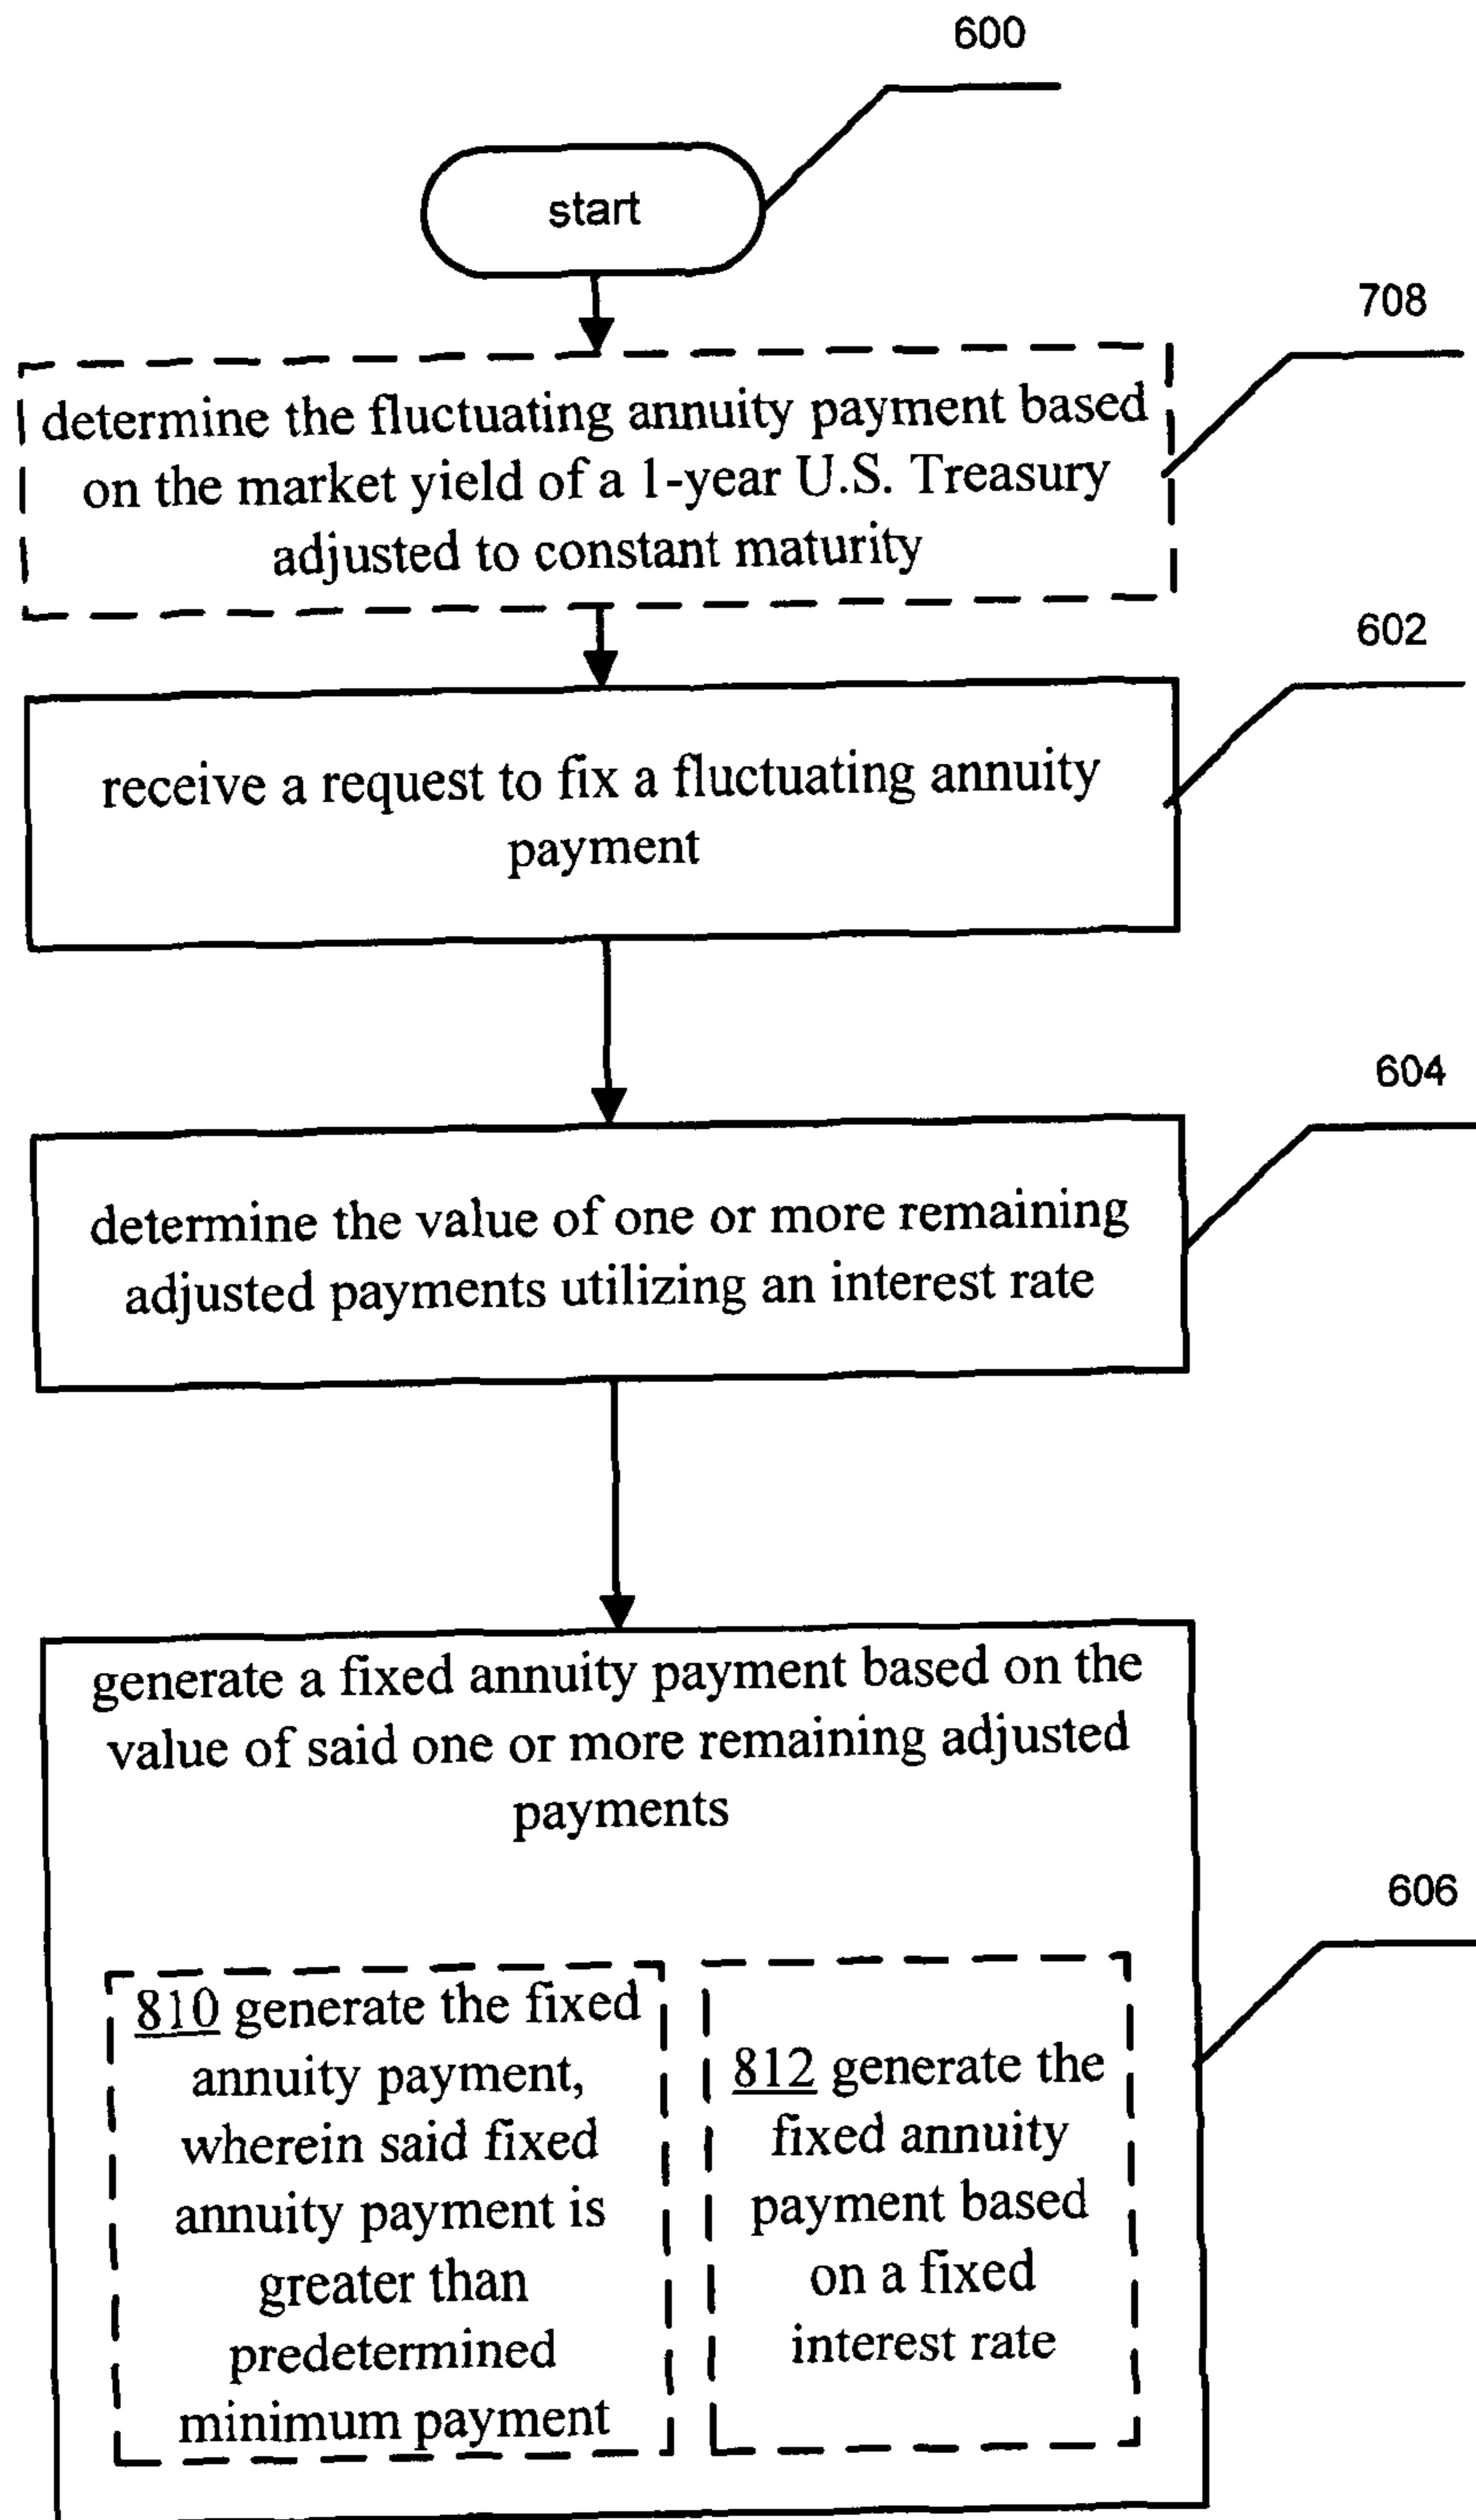 600
start
708
determine the fluctuating annuity payment based
on the market yield of a 1-year U.S. Treasury
adjusted to constant maturity
602
receive a request to fix a fluctuating annuity
payment
604
determine the value of one or more remaining
adjusted payments utilizing an interest rate
generate a fixed annuity payment based on the
value of said one or more remaining adjusted
payments
606
810 generate the fixed
annuity payment,
wherein said fixed
annuity payment is
greater than
predetermined
minimum payment
812 generate the
fixed annuity
payment based
on a fixed
interest rate